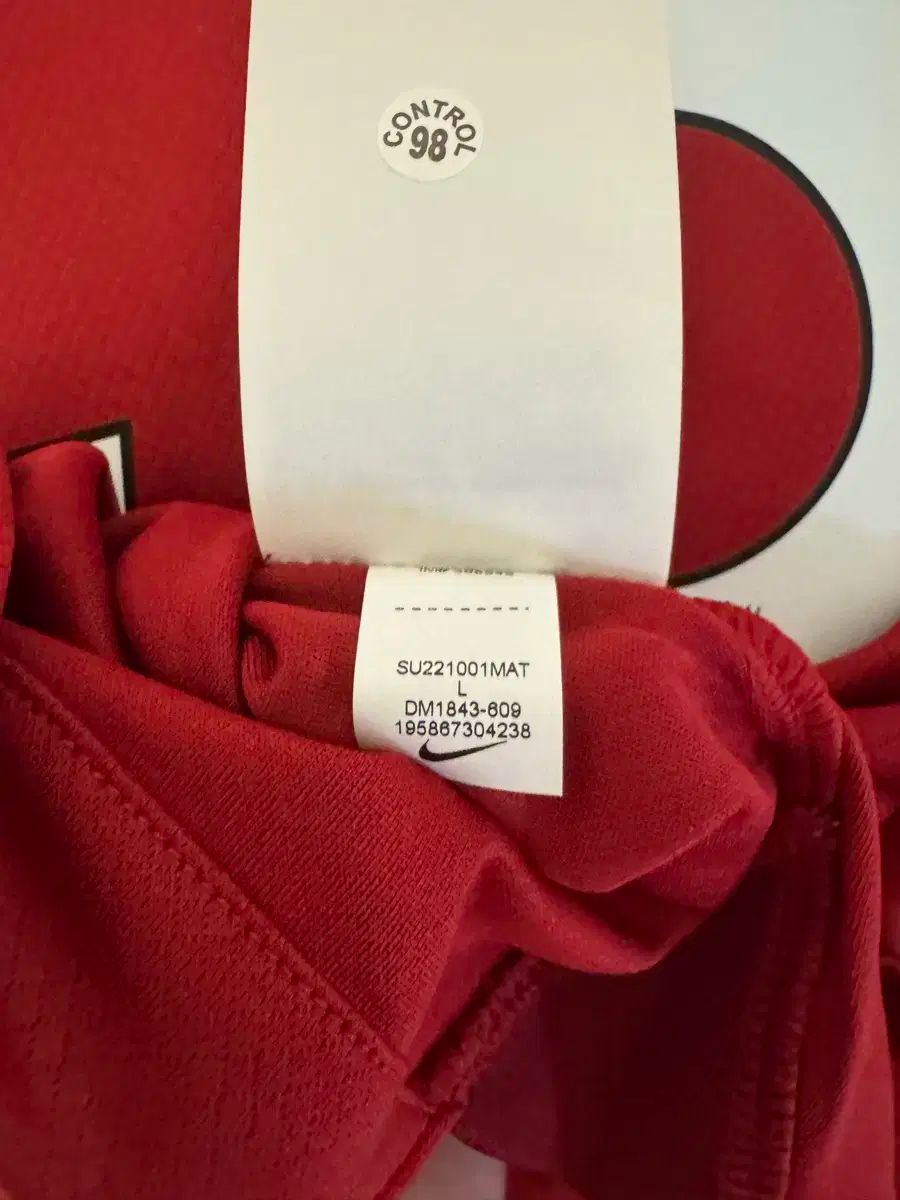 CONTROL
98
SU221001MAT
L
DM1843-609
195867304238